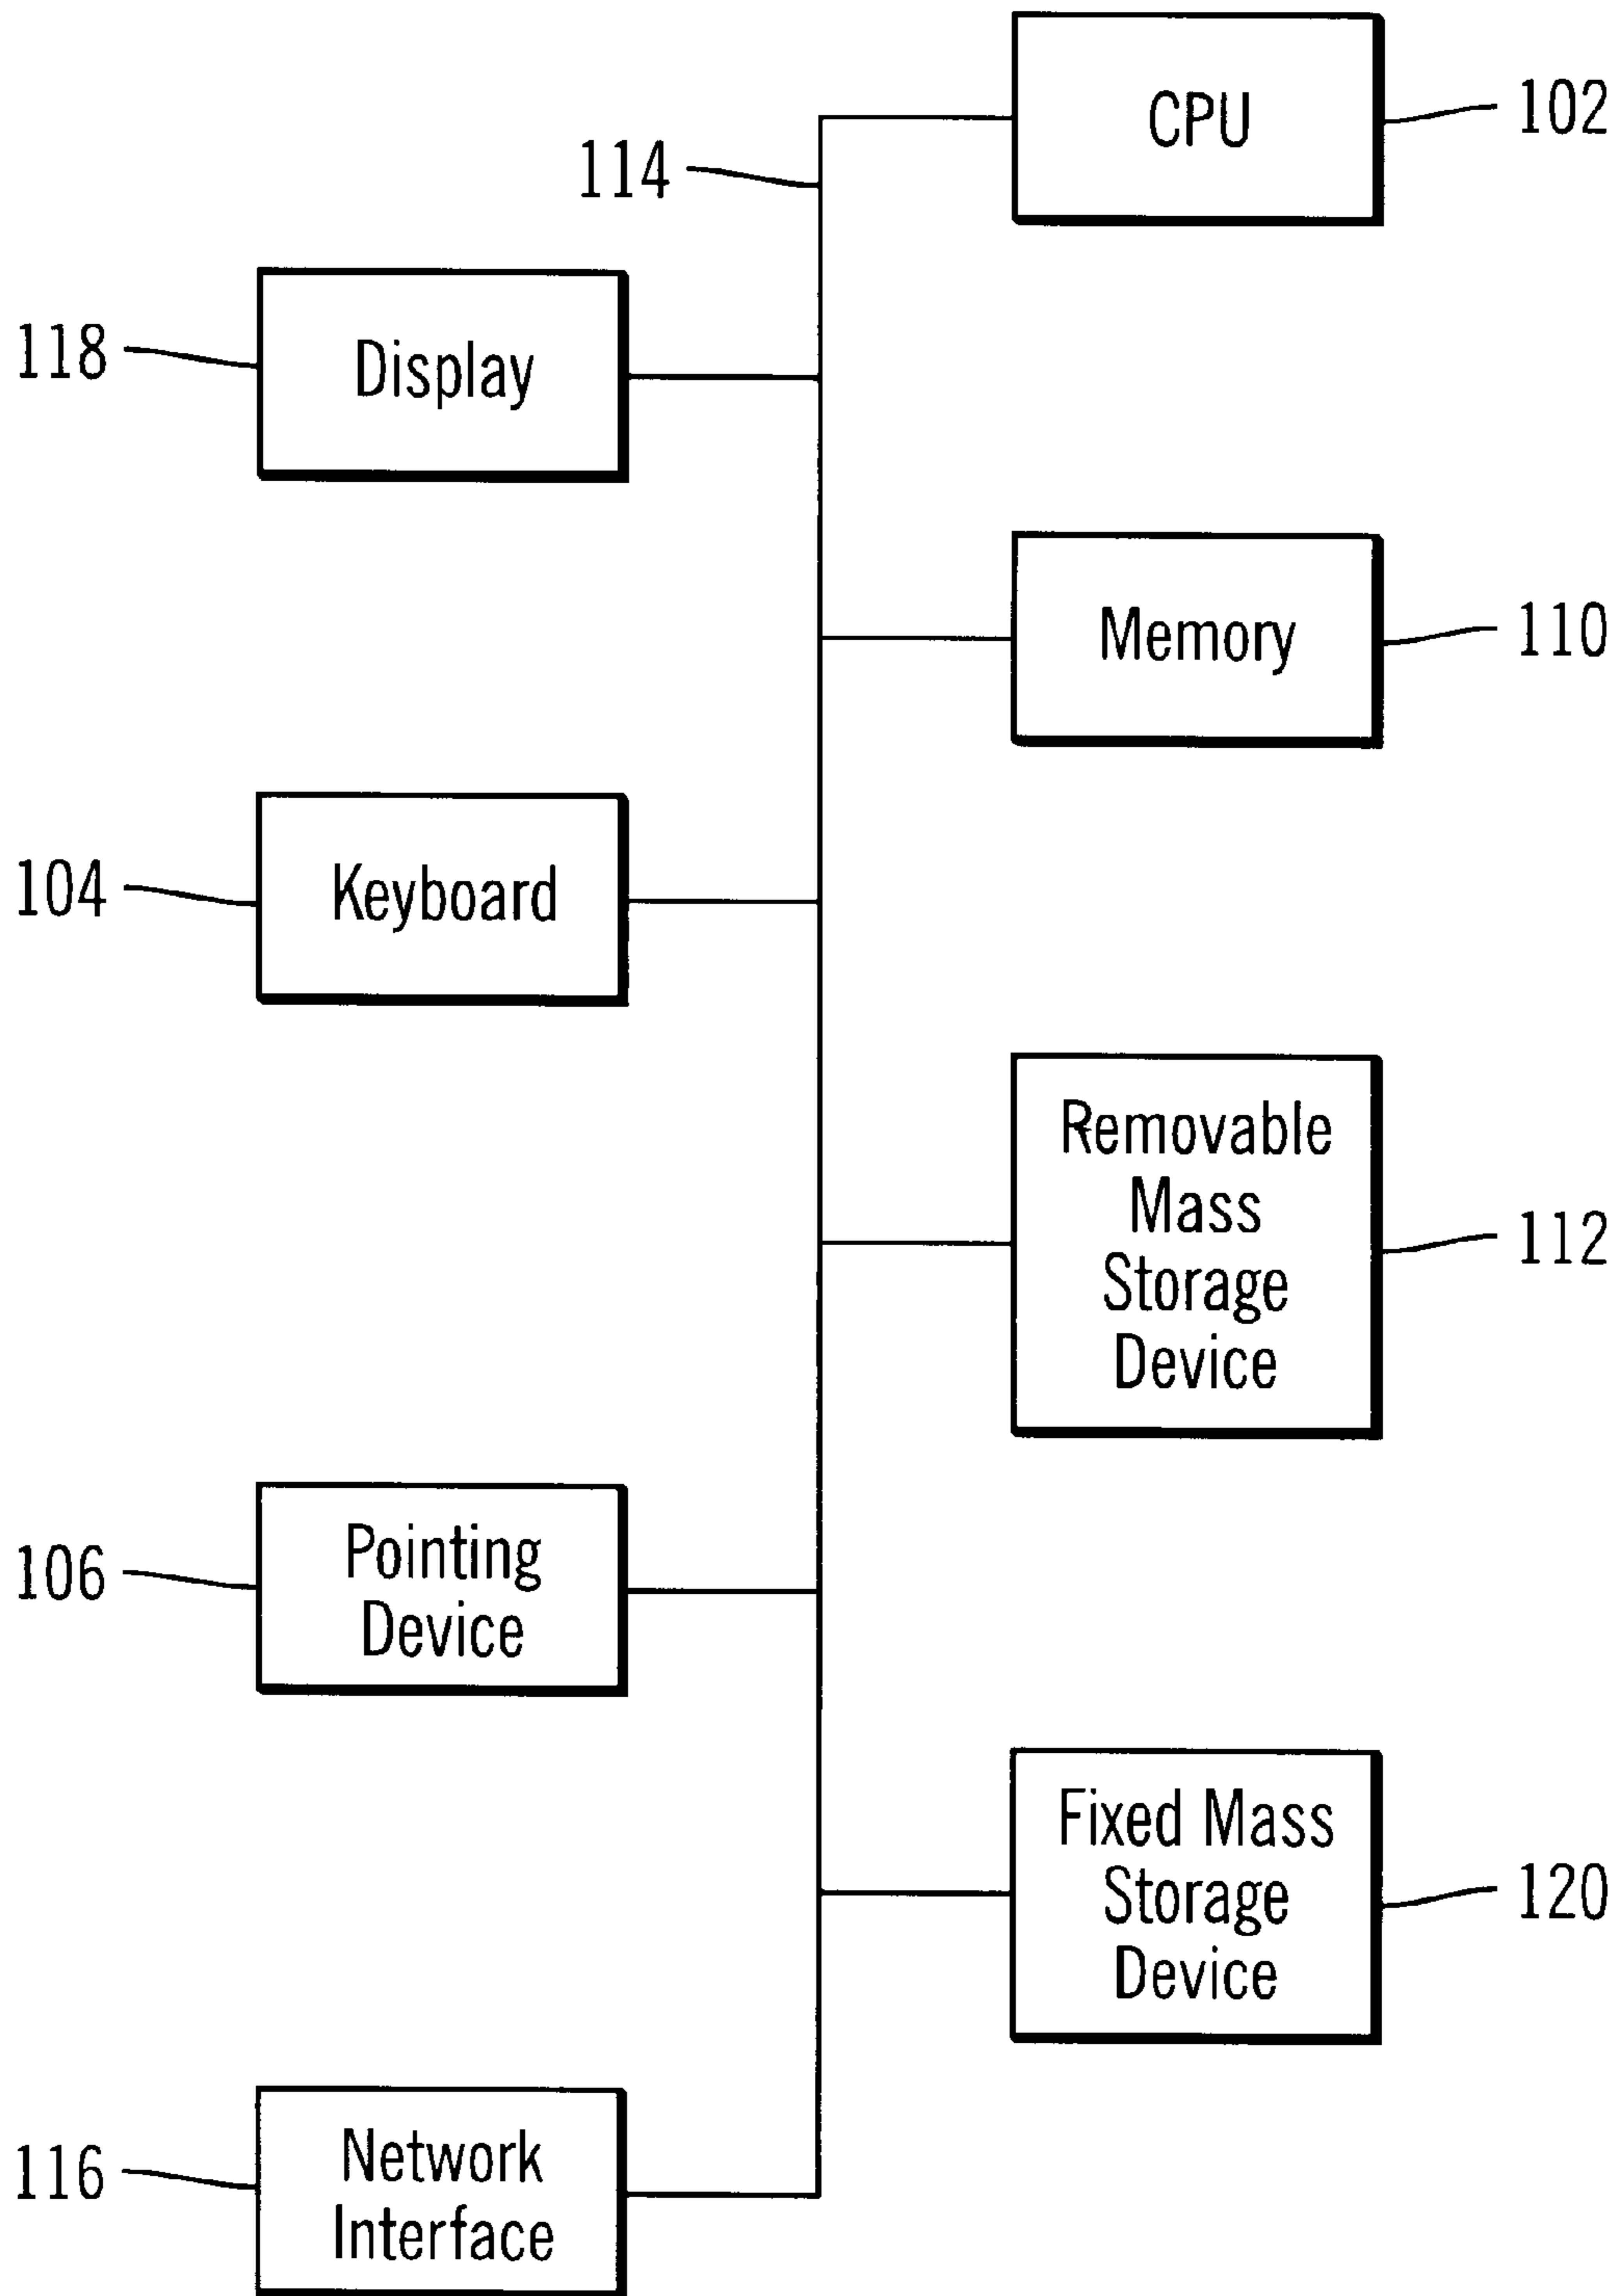 CPU
102
114
118
Display
Memory
110
104
Keyboard
Removable
Mass
Storage
Device
112
106
Pointing
Device
Fixed Mass
Storage
Device
120
116
Network
Interface